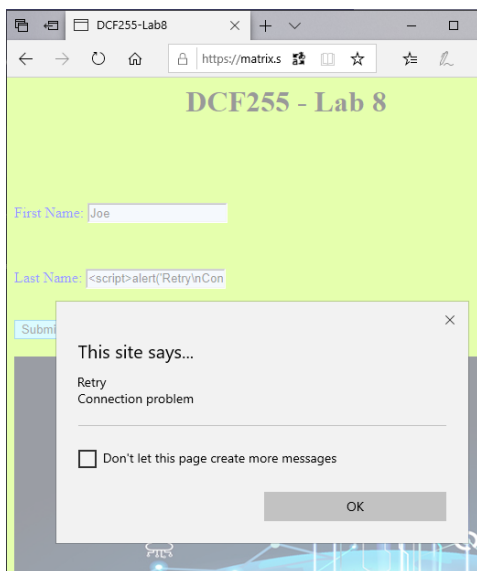 DCF255-Lab8
https://matrix.s
DCF255 - Lab 8
First Name: Joe
Last Name: <script>alert('Retry\nCon
Submi
This site says...
Retry
Connection problem
Don't let this page create more messages
OK